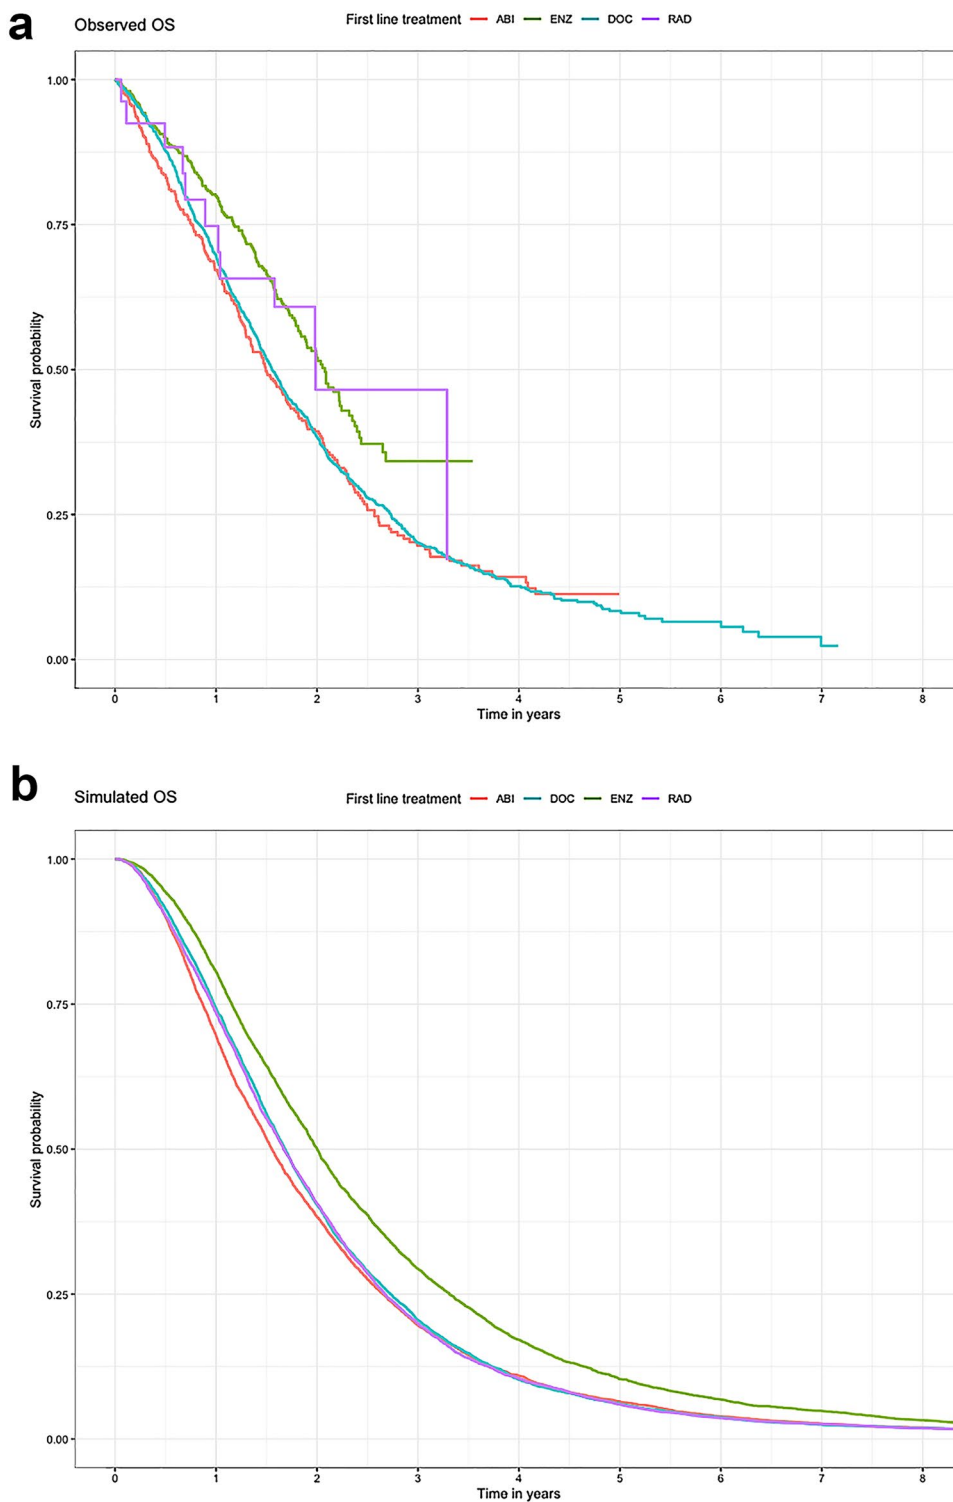 a
Observed OS
First line treatment ABI ENZ DOC RAD
1.00
0.75
0.50
0.25
0.00
Survival probability
0 1 2 3 4 5 6 7 8
Time in years
b
Simulated OS
First line treatment ABI DOC ENZ RAD
1.00
0.75
0.50
0.25
0.00
Survival probability
0 1 2 3 4 5 6 7 8
Time in years